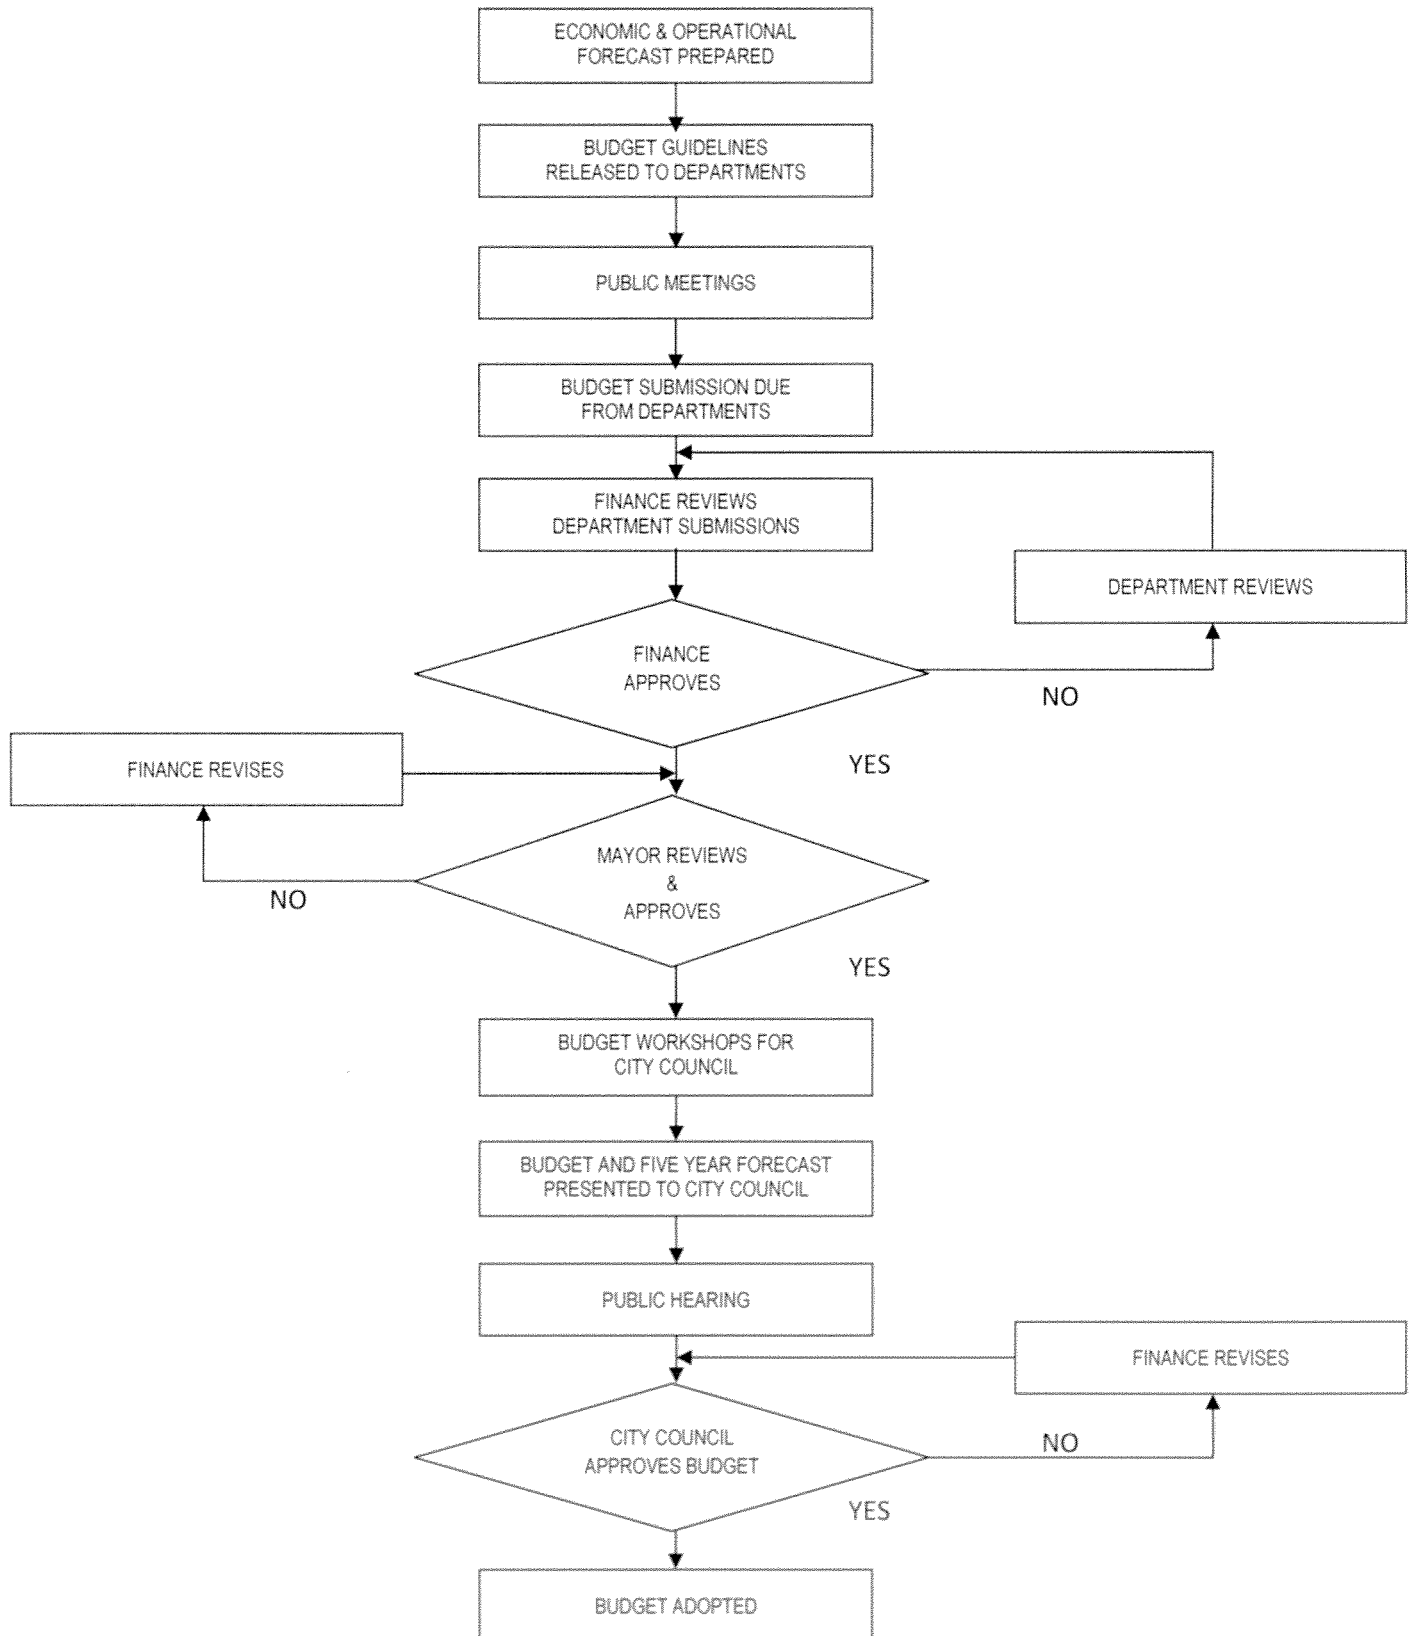 ECONOMIC & OPERATIONAL
FORECAST PREPARED
BUDGET GUIDELINES
RELEASED TO DEPARTMENTS
PUBLIC MEETINGS
BUDGET SUBMISSION DUE
FROM DEPARTMENTS
FINANCE REVIEWS
DEPARTMENT SUBMISSIONS
DEPARTMENT REVIEWS
FINANCE
APPROVES
NO
YES
FINANCE REVISES
MAYOR REVIEWS
&
APPROVES
NO
YES
BUDGET WORKSHOPS FOR
CITY COUNCIL
BUDGET AND FIVE YEAR FORECAST
PRESENTED TO CITY COUNCIL
PUBLIC HEARING
FINANCE REVISES
CITY COUNCIL
APPROVES BUDGET
NO
YES
BUDGET ADOPTED